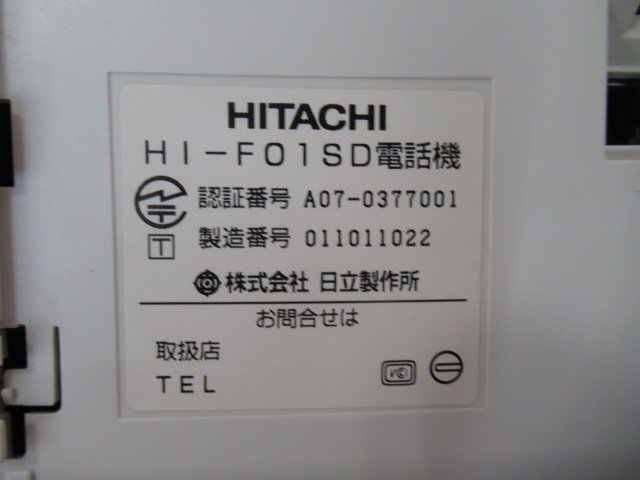 HITACHI
HI-F01SD電話機
認証番号 A07-0377001
T 製造番号 011011022
株式会社 日立製作所
お問合せは
取扱店
TEL